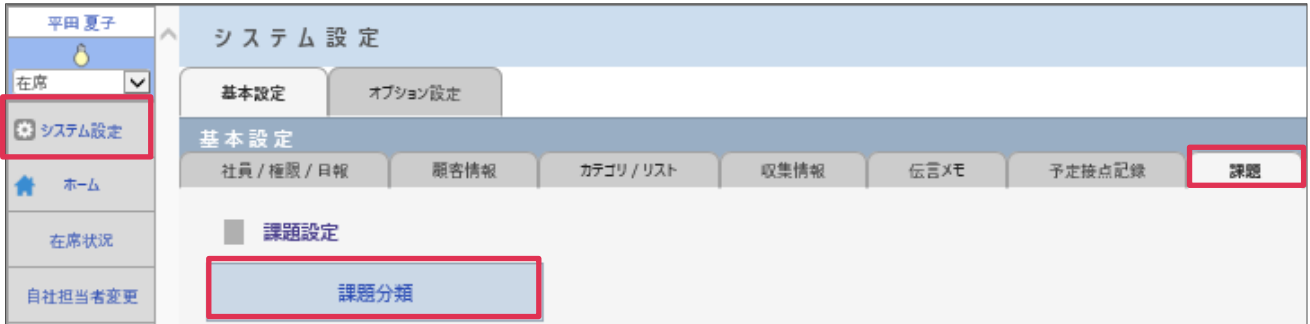 平田 夏子
在席
システム設定
ホーム
在席状況
自社担当者変更
システム設定
基本設定 オプション設定
基本設定
社員 / 権限 / 日報 顧客情報 カテゴリ / リスト 収集情報 伝言メモ 予定接点記録 課題
課題設定
課題分類